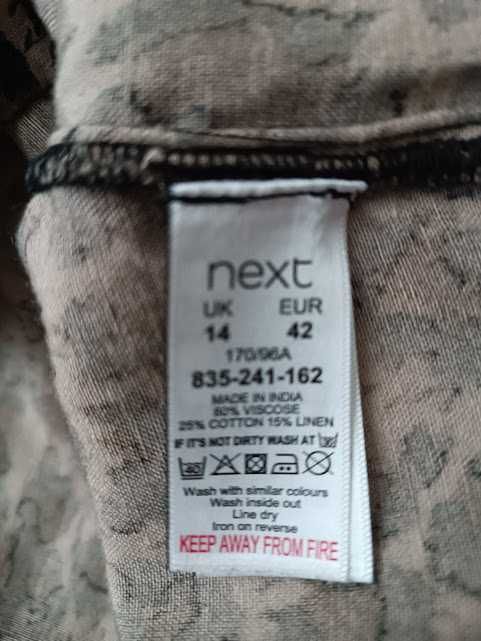 next
UK EUR
14 42
170/96A
835-241-162
MADE IN INDIA
60% VISCOSE
25% COTTON 15% LINEN
IF IT'S NOT DIRTY WASH AT 30
40
Wash with similar colours
Wash inside out
Line dry
Iron on reverse
KEEP AWAY FROM FIRE